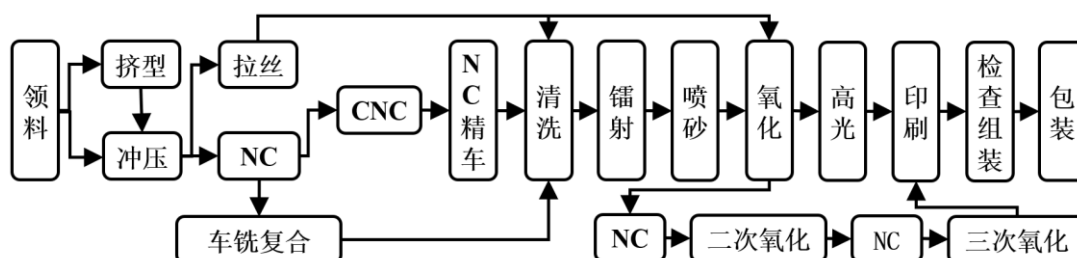 领料
挤型
冲压
拉丝
NC
车铣复合
CNC
NC精车
清洗
镭射
喷砂
氧化
高光
印刷
检查组装
包装
NC
二次氧化
NC
三次氧化